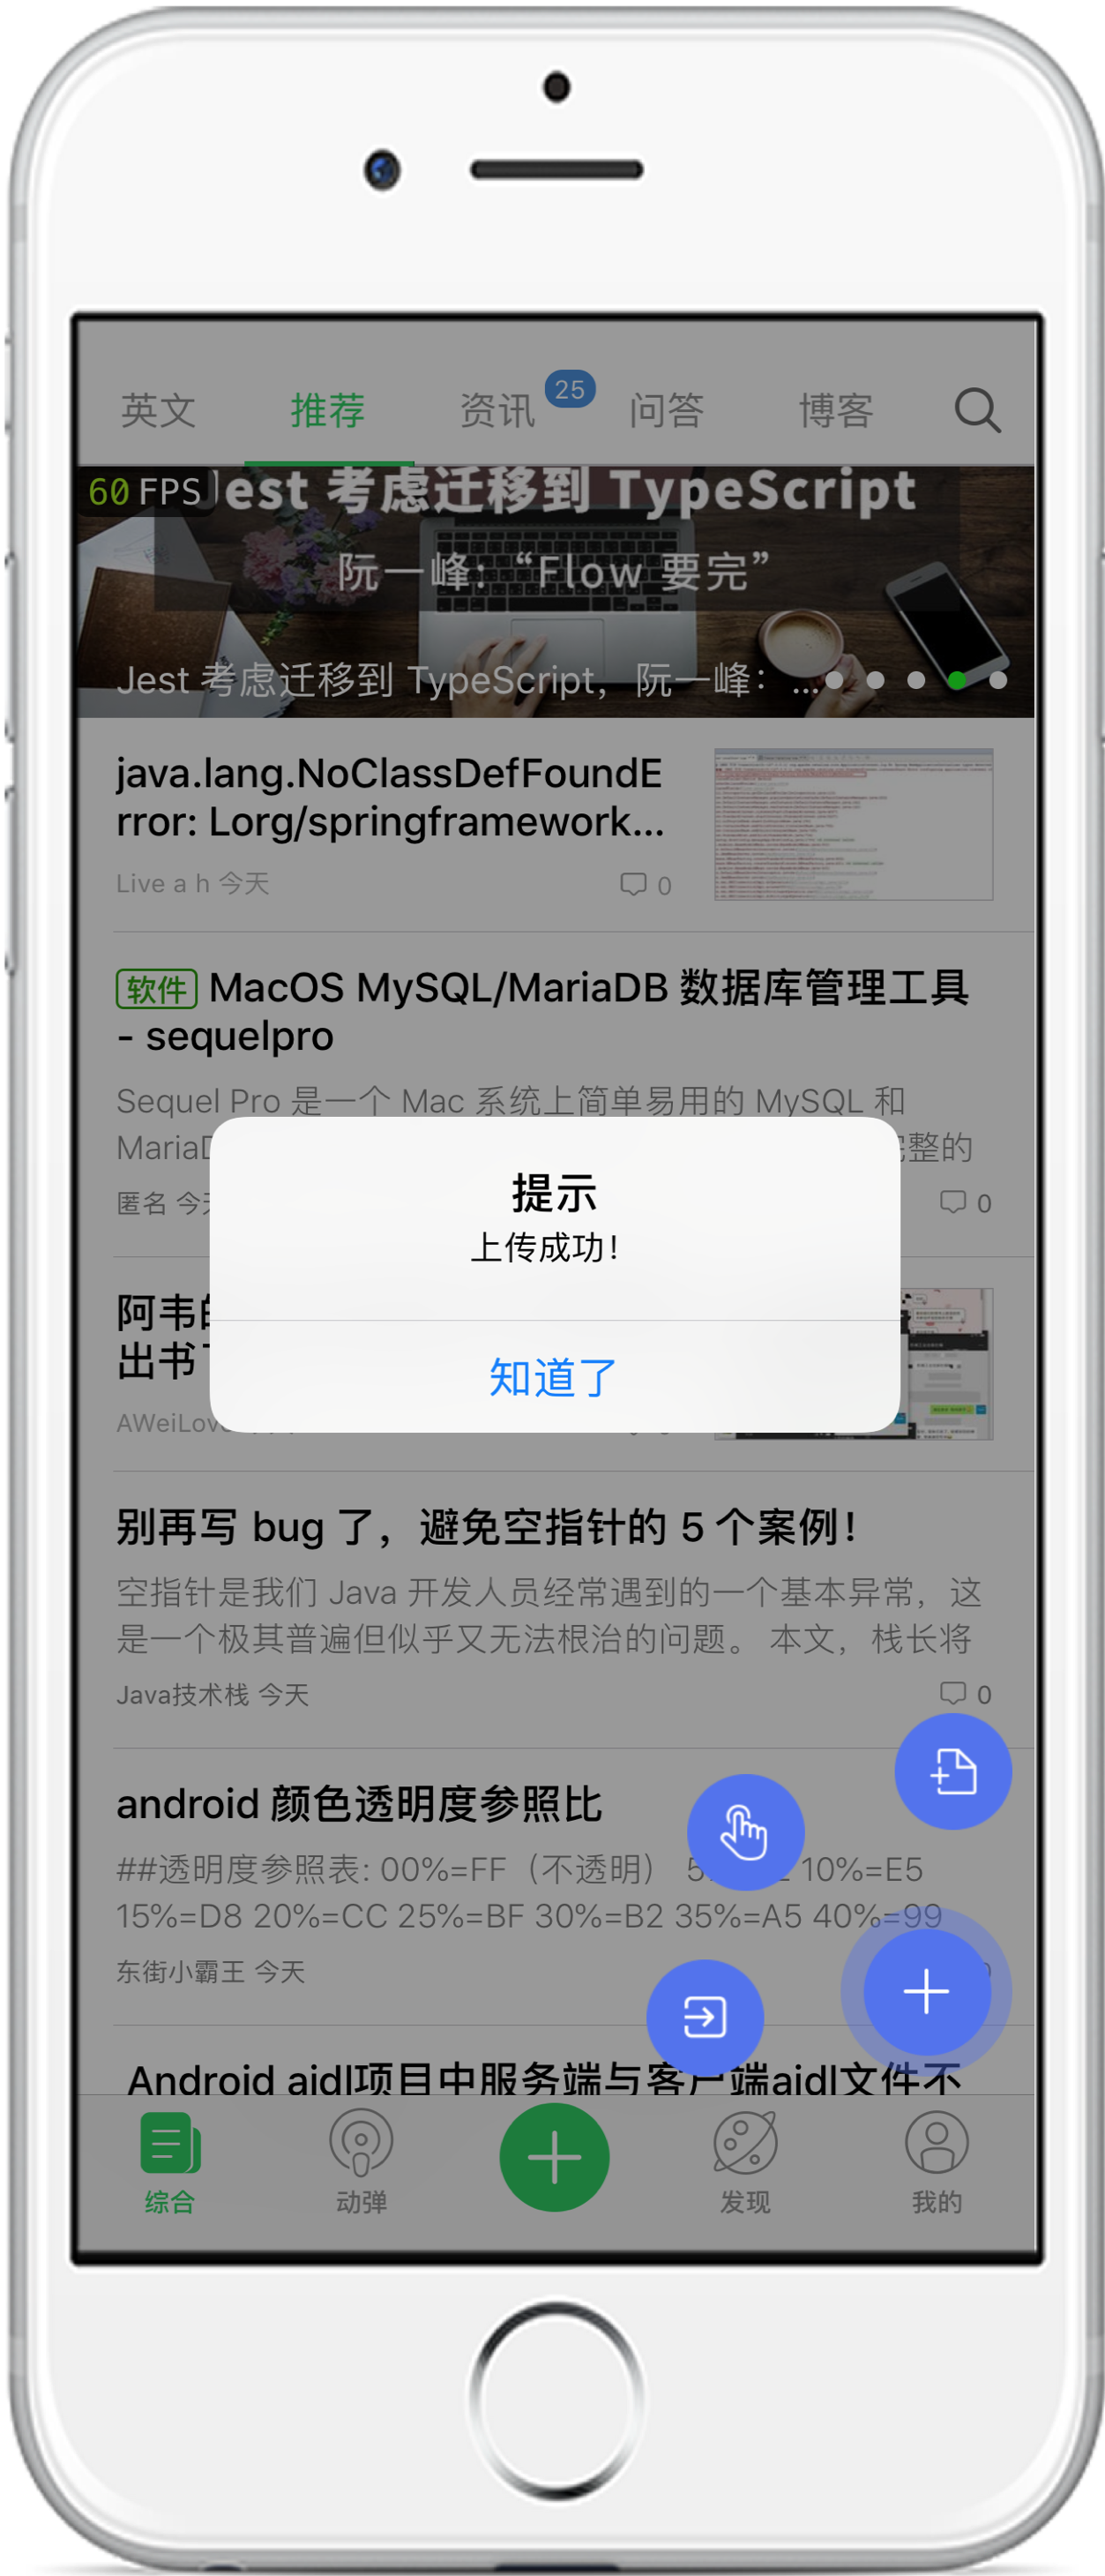 英文 推荐 资讯 25 问答 博客
60 FPS
Jest 考虑迁移到 TypeScript
阮一峰：“Flow 要完”
Jest 考虑迁移到 TypeScript，阮一峰：...
java.lang.NoClassDefFoundE
rror: Lorg/springframework...
Live a h 今天 0
软件 MacOS MySQL/MariaDB 数据库管理工具
- sequelpro
Sequel Pro 是一个 Mac 系统上简单易用的 MySQL 和
整的
匿名 0
提示
上传成功！
知道了
阿韦
出书
别再写 bug 了，避免空指针的 5 个案例！
空指针是我们 Java 开发人员经常遇到的一个基本异常，这
是一个极其普遍但似乎又无法根治的问题。 本文，栈长将
Java技术栈 今天 0
android 颜色透明度参照比
##透明度参照表: 00%=FF（不透明） 10%=E5
15%=D8 20%=CC 25%=BF 30%=B2 35%=A5 40%=99
东街小霸王 今天
Android aidl项目中服务端与客户端aidl文件不
综合 动弹 发现 我的